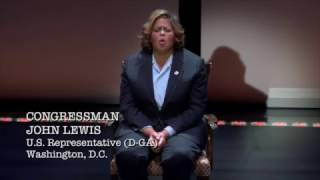 CONGRESSMAN
JOHN LEWIS
U.S. Representative (D-GA)
Washington, D.C.